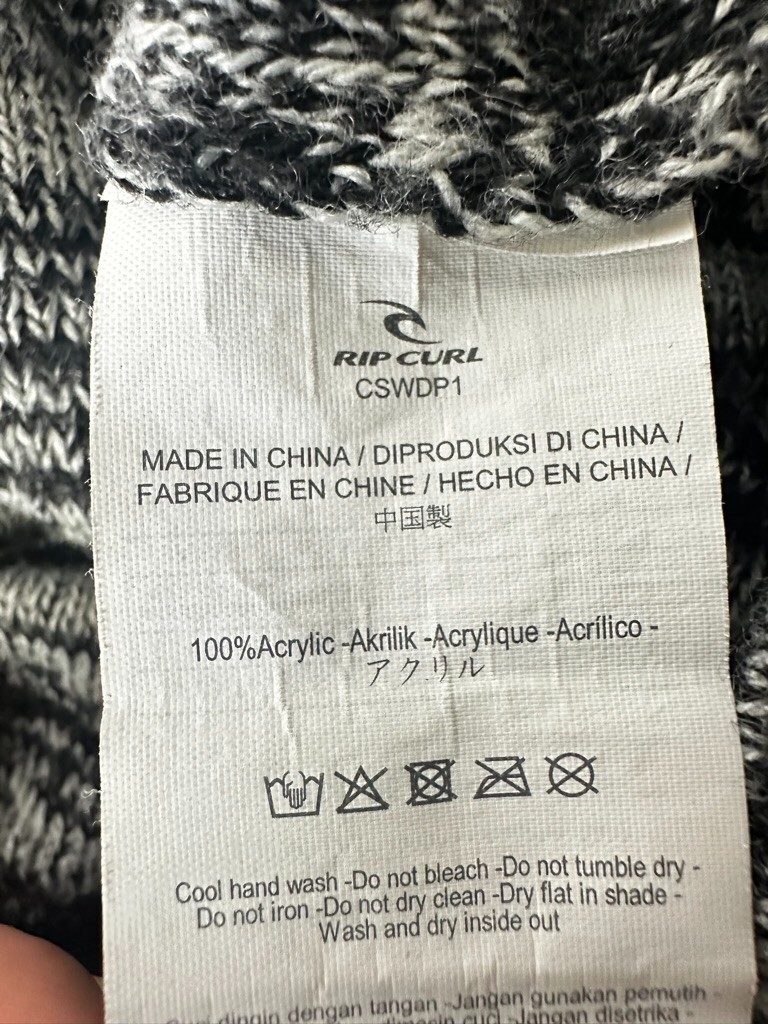 RIP CURL
CSWDP1
MADE IN CHINA / DIPRODUKSI DI CHINA /
FABRIQUE EN CHINE / HECHO EN CHINA /
中国製
100%Acrylic -Akrilik -Acrylique -Acrílico -
アクリル
Cool hand wash -Do not bleach -Do not tumble dry -
Do not iron -Do not dry clean -Dry flat in shade -
Wash and dry inside out
dingin dengan tangan -Jangan gunakan pemutih -
cuci -Jangan disetrika -